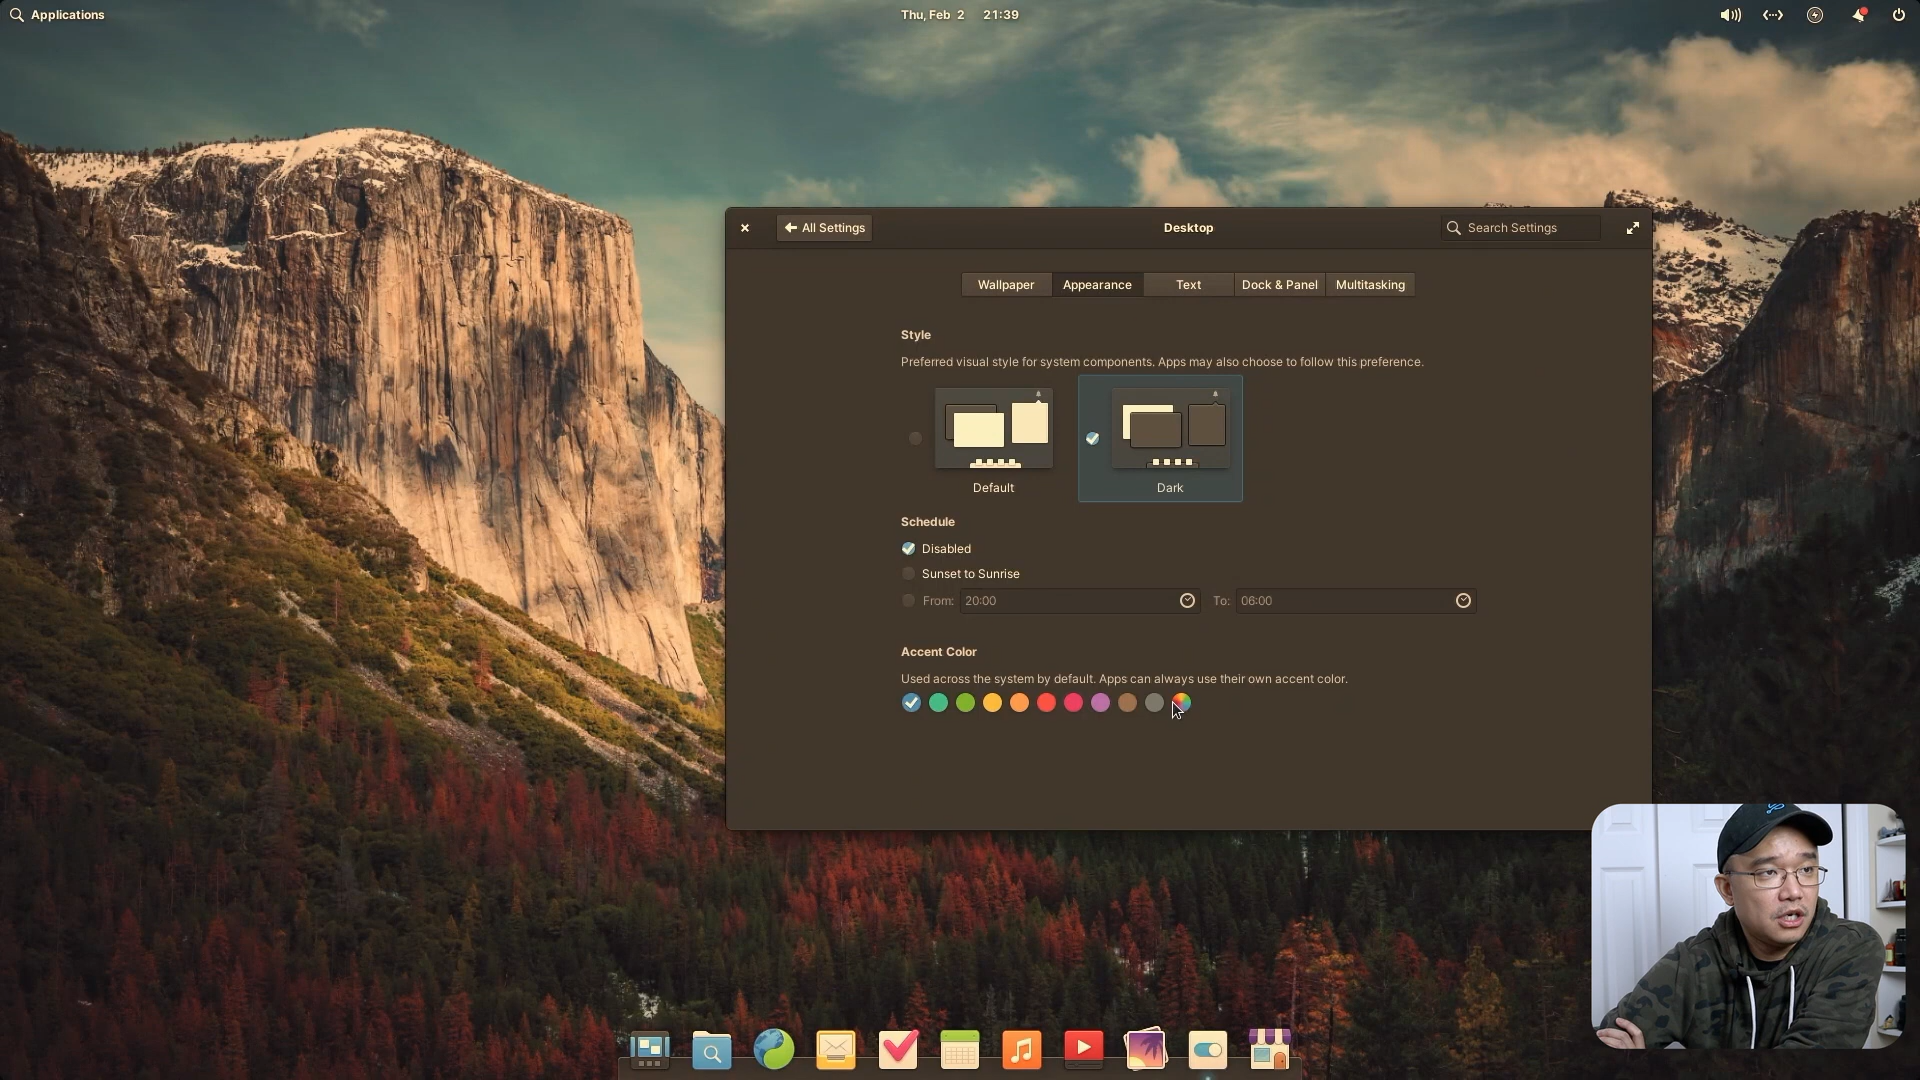 Applications
Thu, Feb 2 21:39
All Settings
Desktop
Search Settings
Wallpaper
Appearance
Text
Dock & Panel
Multitasking
Style
Preferred visual style for system components. Apps may also choose to follow this preference.
Default
Dark
Schedule
Disabled
Sunset to Sunrise
From: 20:00 To: 06:00
Accent Color
Used across the system by default. Apps can always use their own accent color.